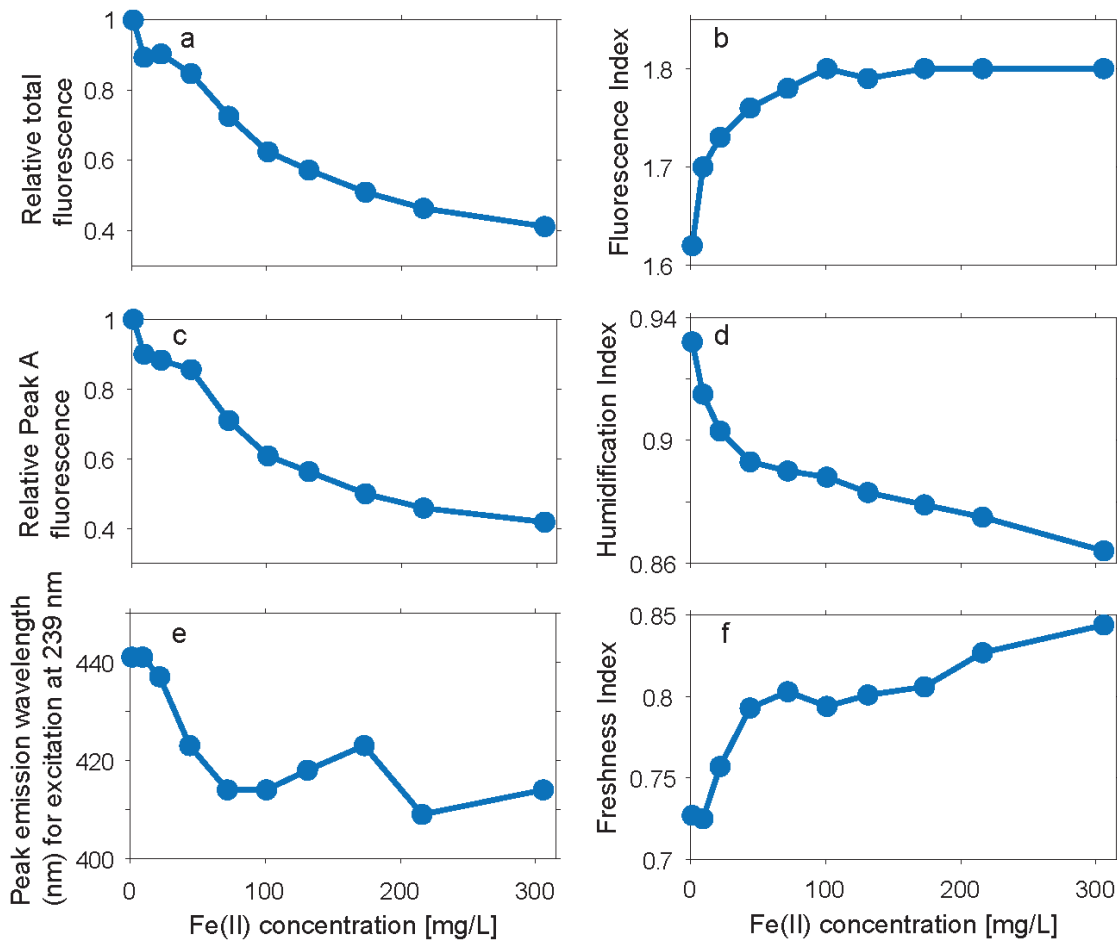 a
1
0.8
0.6
0.4
Relative total
fluorescence
b
1.8
1.7
1.6
Fluorescence Index
c
1
0.8
0.6
0.4
Relative Peak A
fluorescence
d
0.94
0.9
0.86
Humidification Index
e
440
420
400
Peak emission wavelength
(nm) for excitation at 239 nm
0 100 200 300
Fe(II) concentration [mg/L]
f
0.85
0.8
0.75
0.7
Freshness Index
0 100 200 300
Fe(II) concentration [mg/L]